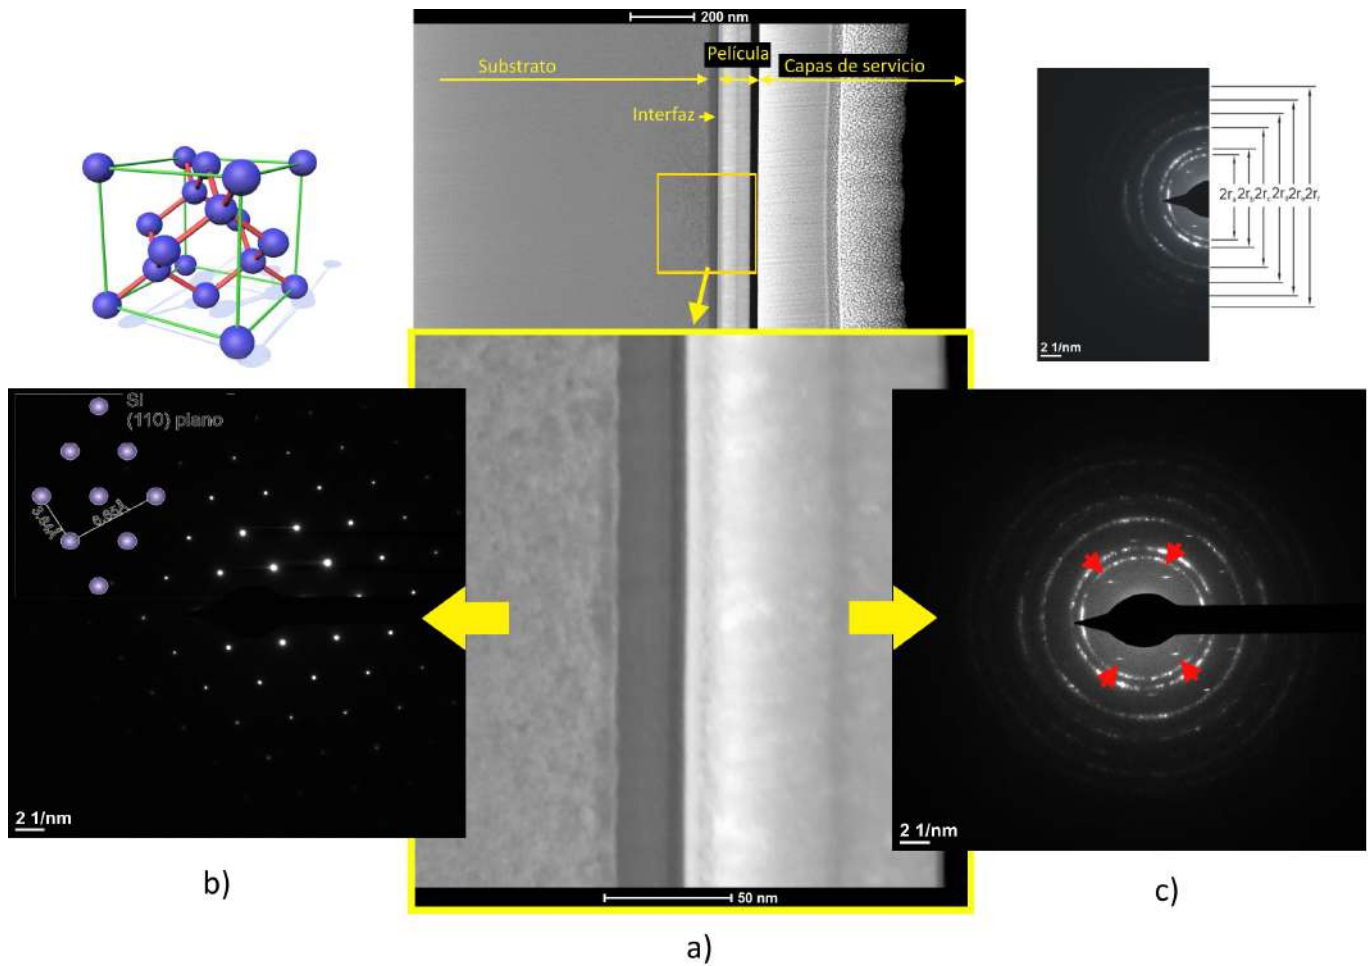 200 nm
Película
Substrato
Capas de servicio
Interfaz
2rₐ2r_b2r_c2r_d2rₑ2r_f
2 1/nm
Si
(110) plano
3.84Å
6.65Å
2 1/nm
2 1/nm
50 nm
b)
c)
a)